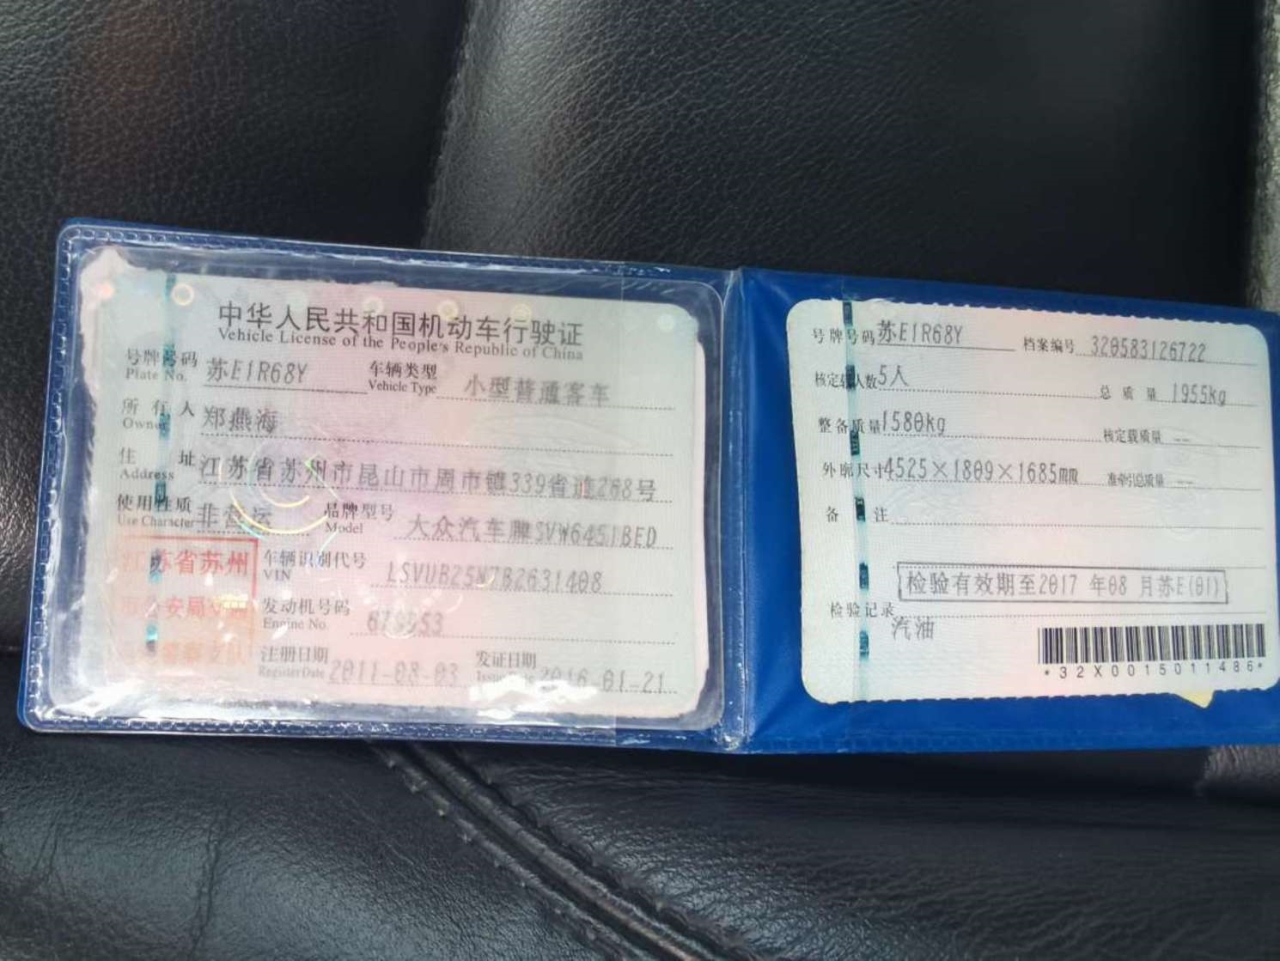 中华人民共和国机动车行驶证
Vehicle License of the People's Republic of China
号牌号码 苏E1R68Y 车辆类型 小型普通客车
Plate No. Vehicle Type
所有人 郑燕海
Owner
住址 江苏省苏州市昆山市周市镇339省道268号
Address
使用性质 非营运 品牌型号 大众汽车牌SVW6451BED
Use Character Model
江苏省苏州
市公安局
车辆识别代号
VIN
发动机号码
Engine No.
注册日期 2011-08-03 发证日期 2016-01-21
Register Date
号牌号码 苏E1R68Y 档案编号 320583126722
核定载人数 5人 总质量 1955kg
整备质量 1580kg 核定载质量 --
外廓尺寸 4525×1809×1685mm 准牵引总质量 --
备注
检验有效期至2017 年08 月苏E(01)
检验记录
汽油
*32X0015011486*